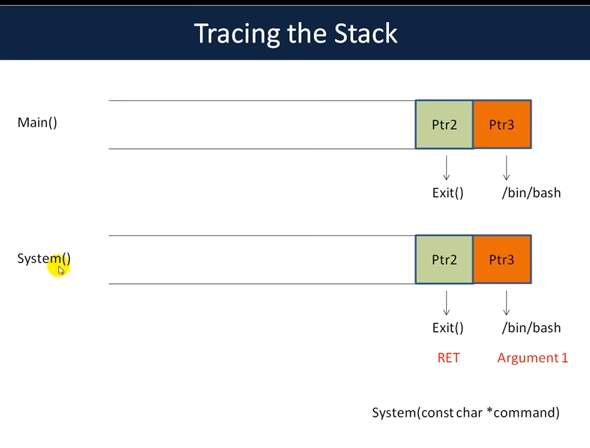 Tracing the Stack
Main()
Ptr2 Ptr3
Exit() /bin/bash
System()
Ptr2 Ptr3
Exit() /bin/bash
RET Argument 1
System(const char *command)